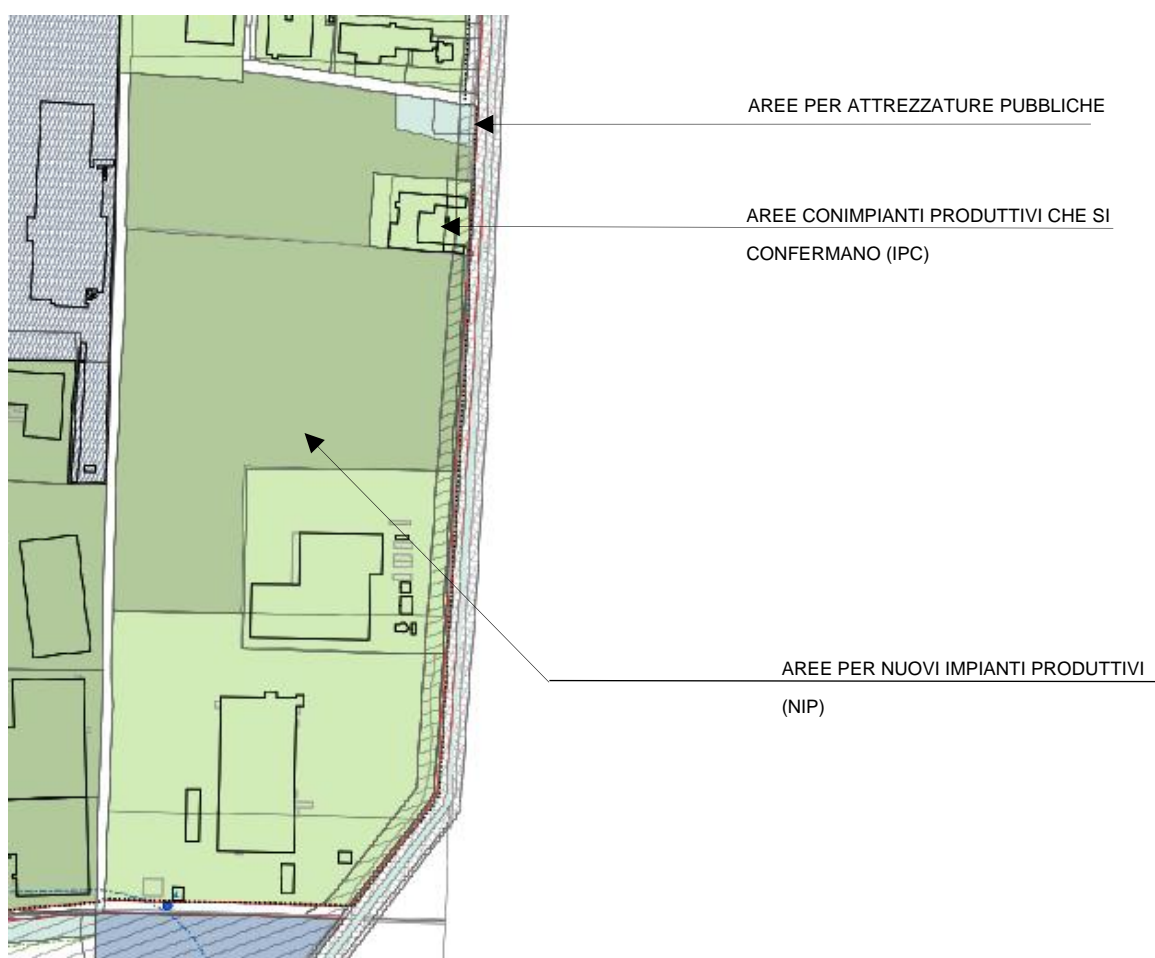 AREE PER ATTREZZATURE PUBBLICHE
AREE CONIMPIANTI PRODUTTIVI CHE SI
CONFERMANO (IPC)
AREE PER NUOVI IMPIANTI PRODUTTIVI
(NIP)